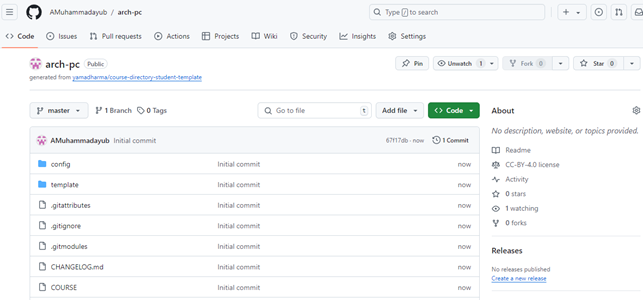 AMuhammadayub / arch-pc
Type / to search
Code Issues Pull requests Actions Projects Wiki Security Insights Settings
arch-pc Public
Pin Unwatch 1 Fork 0 Star 0
generated from yamadharma/course-directory-student-template
master 1 Branch 0 Tags Go to file t Add file Code
AMuhammadayub Initial commit 67f17db · now 1 Commit
config Initial commit now
template Initial commit now
.gitattributes Initial commit now
.gitignore Initial commit now
.gitmodules Initial commit now
CHANGELOG.md Initial commit now
COURSE Initial commit now
About
No description, website, or topics provided.
Readme
CC-BY-4.0 license
Activity
0 stars
1 watching
0 forks
Releases
No releases published
Create a new release